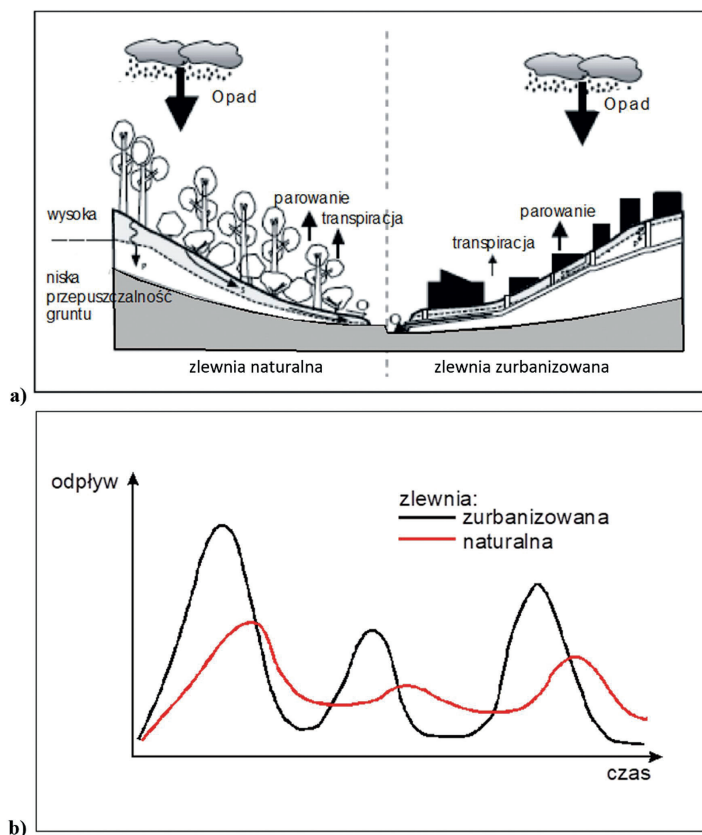 Opad
Opad
wysoka
parowanie
transpiracja
parowanie
transpiracja
niska
przepuszczalność
gruntu
zlewnia naturalna
zlewnia zurbanizowana
a)
odpływ
zlewnia:
zurbanizowana
naturalna
czas
b)